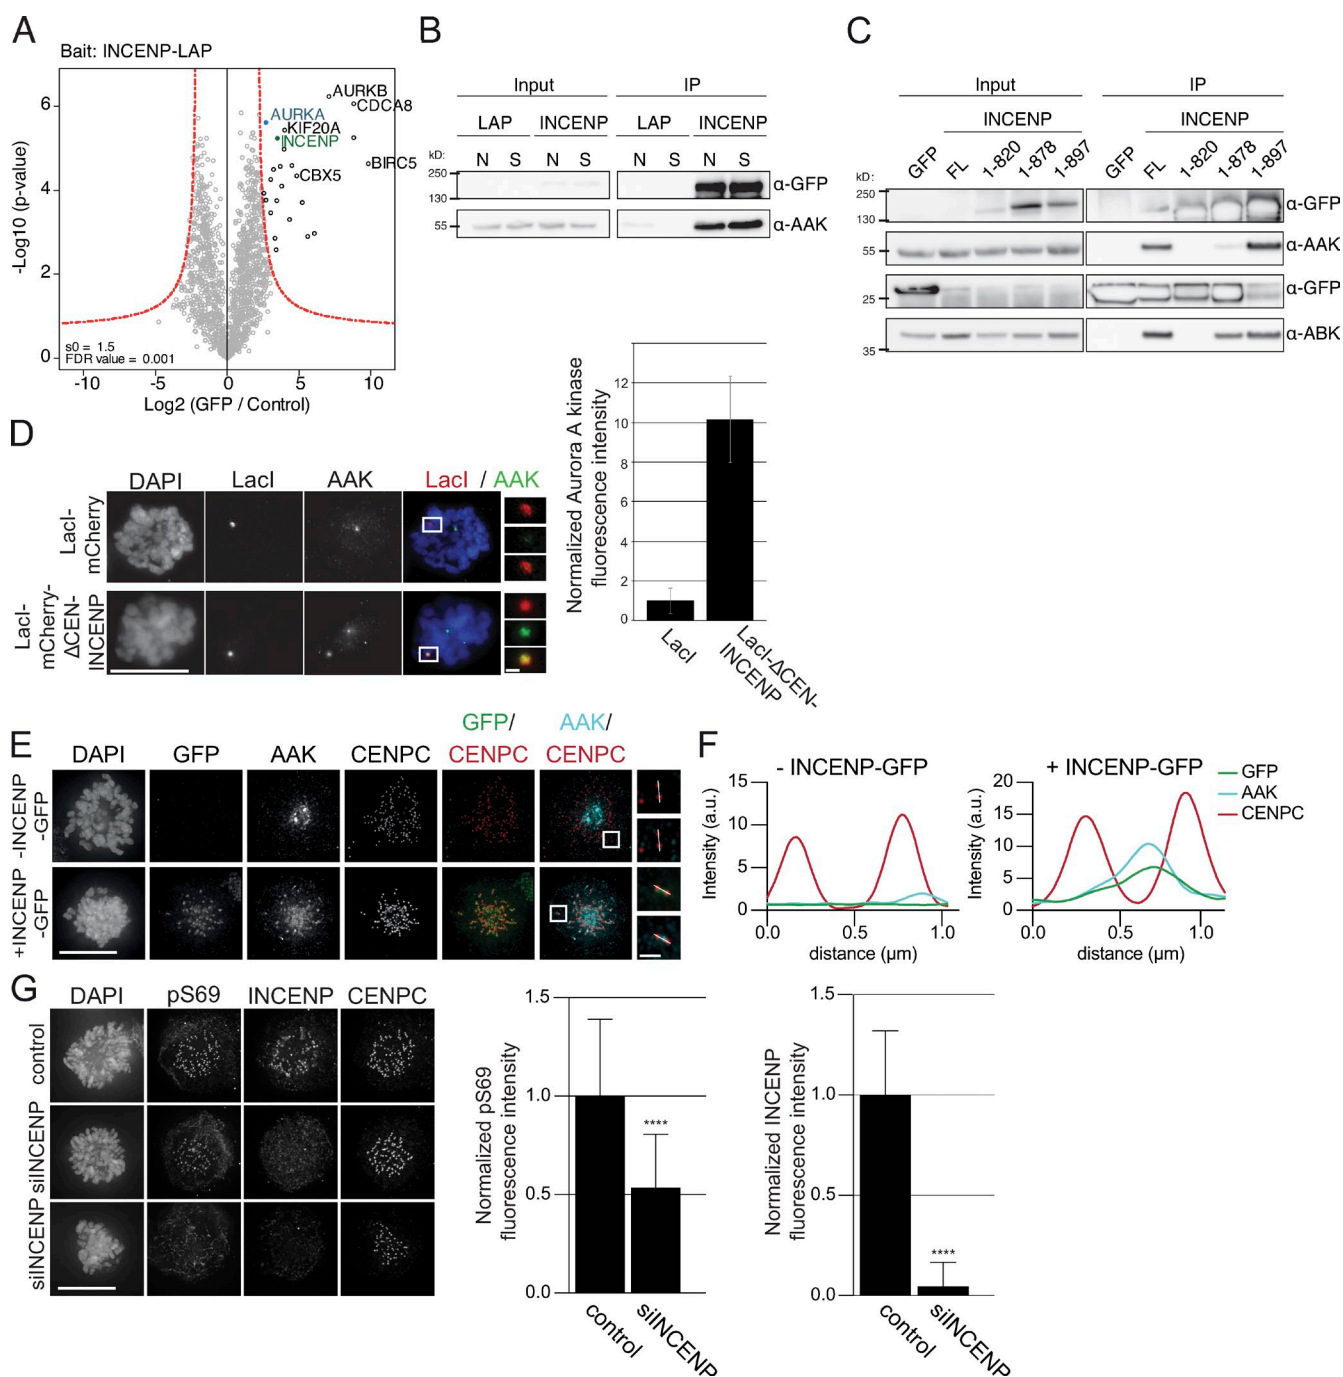 A
Bait: INCENP-LAP
-Log10 (p-value)
6
4
2
0
AURKB
CDCA8
AURKA
KIF20A
INCENP
BIRC5
CBX5
s0 = 1.5
FDR value = 0.001
-10 -5 0 5 10
Log2 (GFP / Control)
B
Input IP
LAP INCENP LAP INCENP
kD: N S N S N S N S
250
130
α-GFP
55
α-AAK
C
Input IP
INCENP INCENP
GFP FL 1-820 1-878 1-897 GFP FL 1-820 1-878 1-897
kD:
250
130
α-GFP
55
α-AAK
25
α-GFP
35
α-ABK
D
DAPI LacI AAK LacI / AAK
LacI-
mCherry
LacI-
mCherry-
ΔCEN-
INCENP
Normalized Aurora A kinase
fluorescence intensity
12
10
8
6
4
2
0
LacI
LacI-ΔCEN-
INCENP
E
DAPI GFP AAK CENPC GFP/ CENPC AAK/ CENPC
-INCENP
-GFP
+INCENP
-GFP
F
- INCENP-GFP
Intensity (a.u.)
15
10
5
0
0.0 0.5 1.0
distance (μm)
+ INCENP-GFP
Intensity (a.u.)
20
15
10
5
0
0.0 0.5 1.0
distance (μm)
GFP
AAK
CENPC
G
DAPI pS69 INCENP CENPC
control
siINCENP
siINCENP
Normalized pS69
fluorescence intensity
1.5
1.0
0.5
0.0
****
control
siINCENP
Normalized INCENP
fluorescence intensity
1.5
1.0
0.5
0.0
****
control
siINCENP